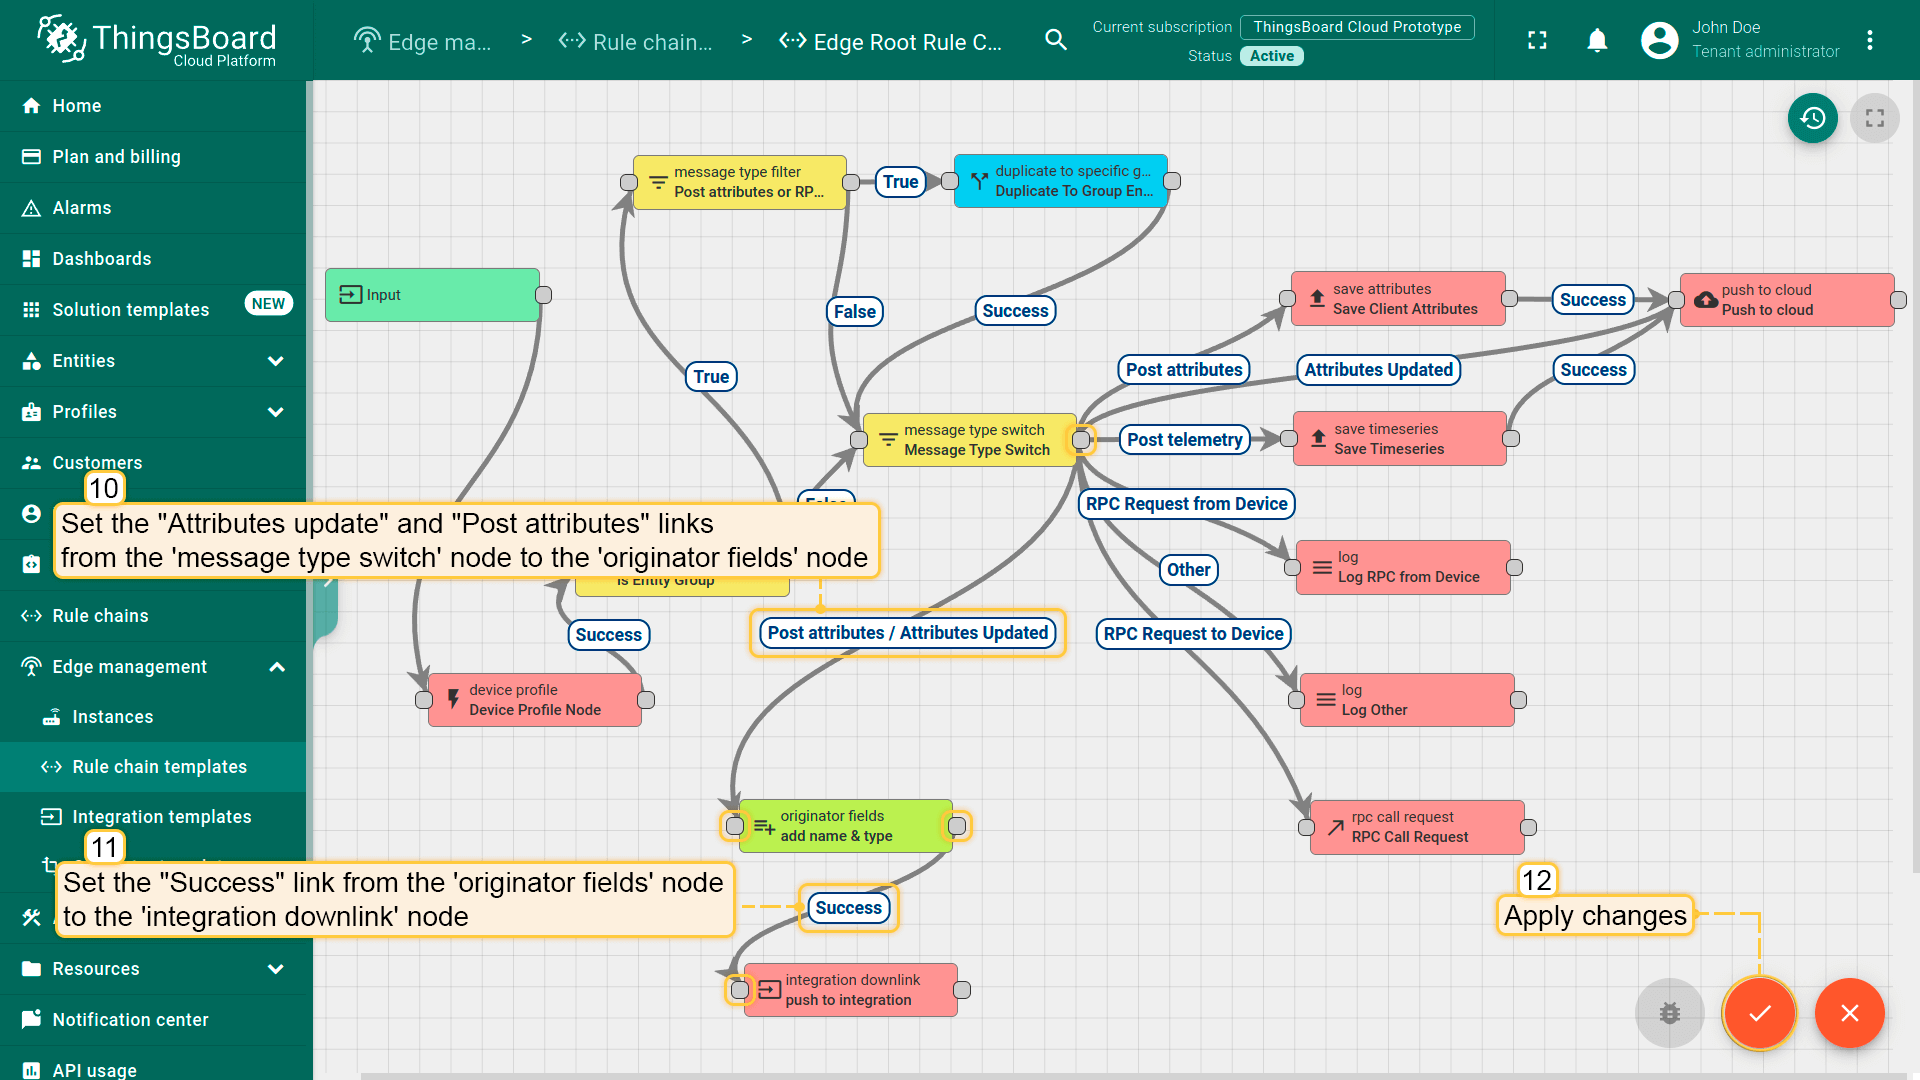 ThingsBoard
Cloud Platform
Edge ma...
>
Rule chain...
>
Edge Root Rule C...
Current subscription
ThingsBoard Cloud Prototype
Status
Active
John Doe
Tenant administrator
Home
Plan and billing
Alarms
Dashboards
Solution templates
NEW
Entities
Profiles
Customers
Rule chains
Edge management
Instances
Rule chain templates
Integration templates
Resources
Notification center
API usage
message type filter
Post attributes or RP...
True
duplicate to specific g...
Duplicate To Group En...
Input
False
Success
True
save attributes
Save Client Attributes
Success
push to cloud
Push to cloud
Post attributes
Attributes Updated
Success
message type switch
Message Type Switch
Post telemetry
save timeseries
Save Timeseries
False
RPC Request from Device
10
Set the "Attributes update" and "Post attributes" links
from the 'message type switch' node to the 'originator fields' node
Is Entity Group
log
Log RPC from Device
Other
Success
Post attributes / Attributes Updated
RPC Request to Device
device profile
Device Profile Node
log
Log Other
originator fields
add name & type
rpc call request
RPC Call Request
11
Set the "Success" link from the 'originator fields' node
to the 'integration downlink' node
Success
12
Apply changes
integration downlink
push to integration